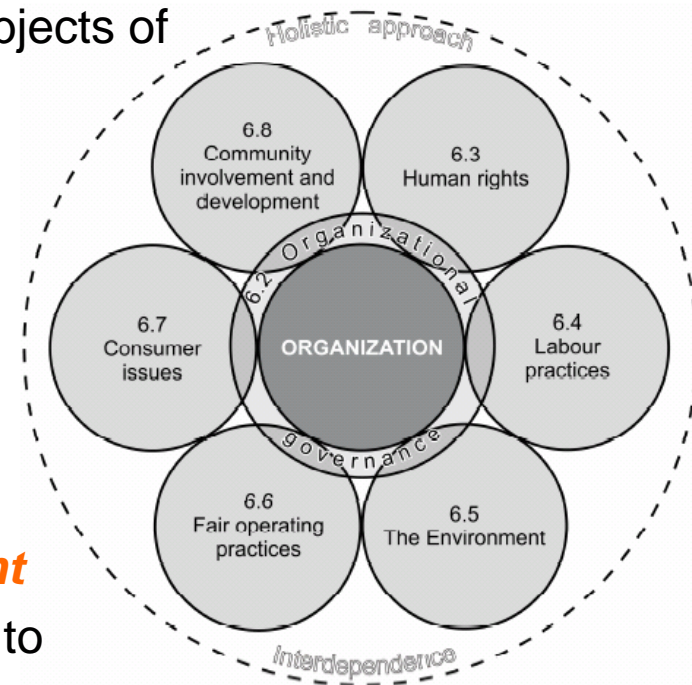 ojects of
Holistic approach
6.8
Community
involvement and
development
6.3
Human rights
6.2 Organizational
governance
6.7
Consumer
issues
ORGANIZATION
6.4
Labour
practices
6.6
Fair operating
practices
6.5
The Environment
nt
to
Interdependence